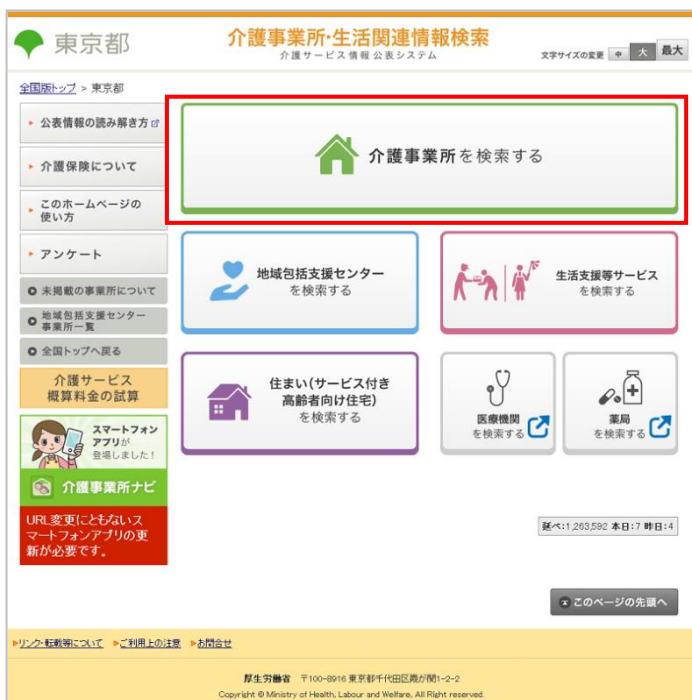 東京都
介護事業所・生活関連情報検索
介護サービス情報公表システム
文字サイズの変更 中 大 最大
全国版トップ > 東京都
公表情報の読み解き方
介護保険について
このホームページの
使い方
アンケート
未掲載の事業所について
地域包括支援センター
事業所一覧
全国トップへ戻る
介護サービス
概算料金の試算
スマートフォン
アプリが
登場しました!
介護事業所ナビ
URL変更にともないス
マートフォンアプリの更
新が必要です。
介護事業所を検索する
地域包括支援センター
を検索する
生活支援等サービス
を検索する
住まい(サービス付き
高齢者向け住宅)
を検索する
医療機関
を検索する
薬局
を検索する
延べ:1,263,592 本日:7 昨日:4
このページの先頭へ
リンク・転載等について ご利用上の注意 お問合せ
厚生労働省 〒100-8916 東京都千代田区霞が関1-2-2
Copyright © Ministry of Health, Labour and Welfare, All Right reserved.